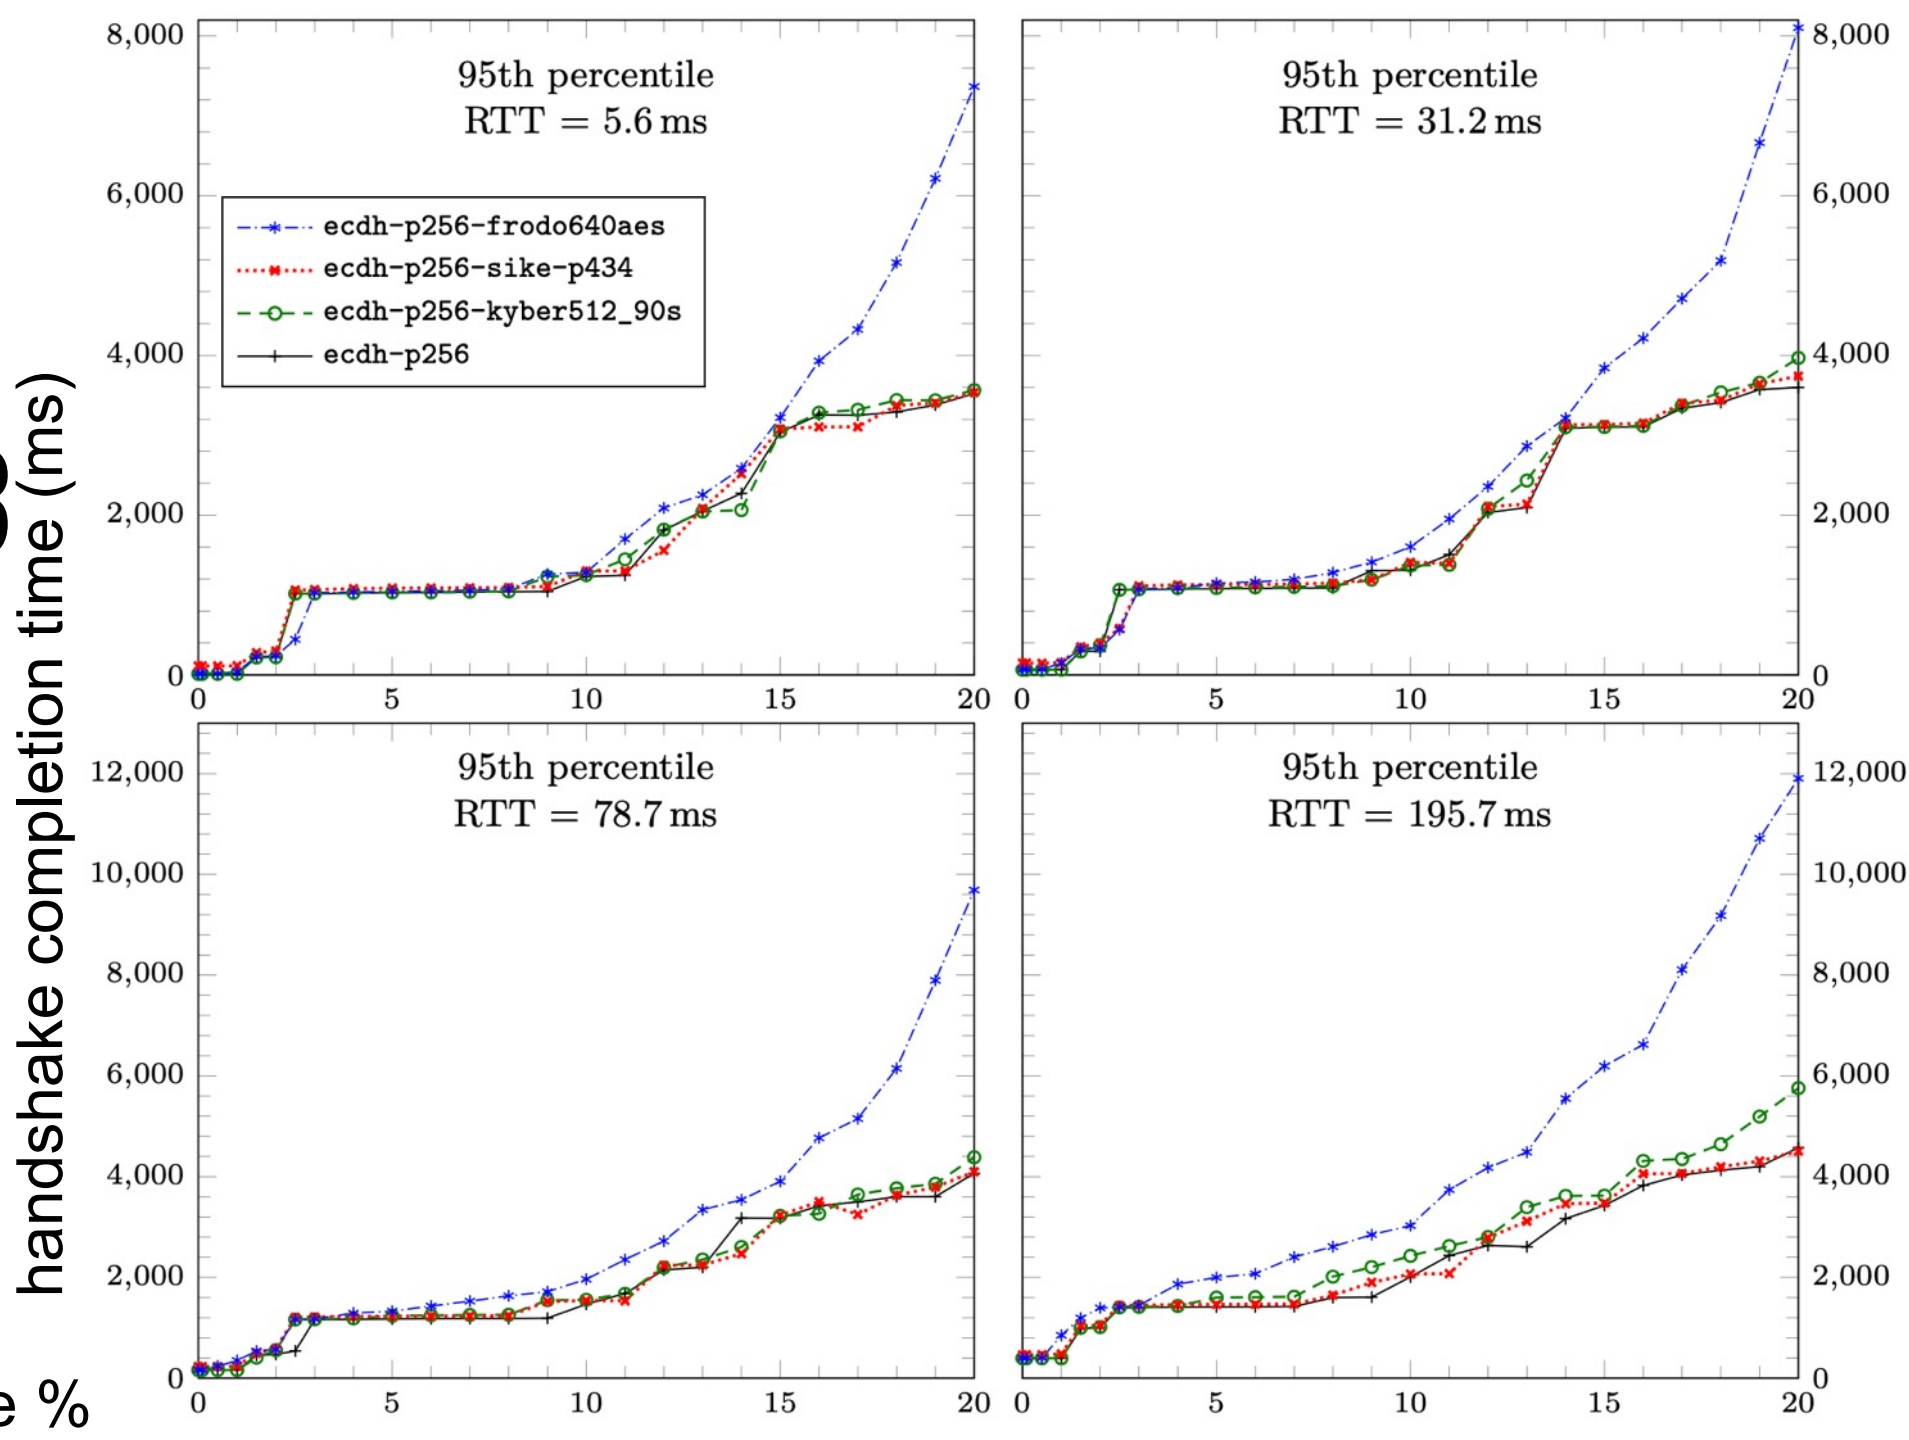 8,000
6,000
4,000
2,000
0
95th percentile
RTT = 5.6 ms
ecdh-p256-frodo640aes
ecdh-p256-sike-p434
ecdh-p256-kyber512_90s
ecdh-p256
0 5 10 15 20
95th percentile
RTT = 31.2 ms
8,000
6,000
4,000
2,000
0
0 5 10 15 20
handshake completion time (ms)
12,000
10,000
8,000
6,000
4,000
2,000
0
95th percentile
RTT = 78.7 ms
0 5 10 15 20
95th percentile
RTT = 195.7 ms
12,000
10,000
8,000
6,000
4,000
2,000
0
0 5 10 15 20
%